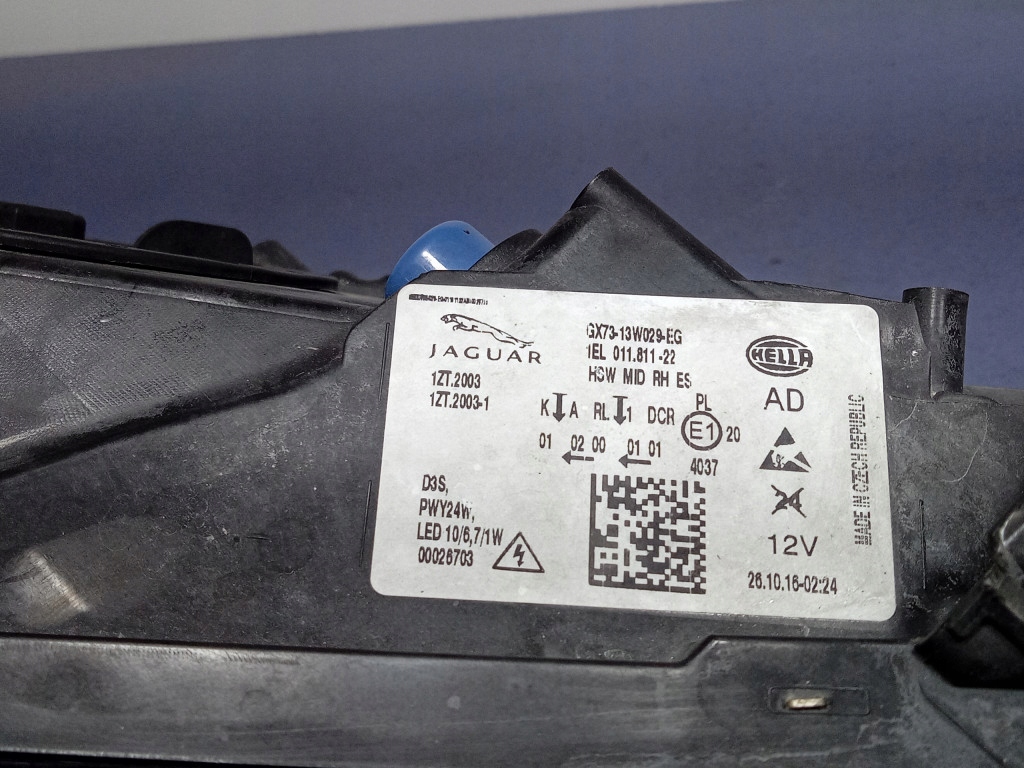 JAGUAR
1ZT.2003
1ZT.2003-1
GX73-13W029-EG
1EL 011.811-22
HSW MID RH ES
K A RL 1 DCR PL
E1 20
01 02 00 01 01
4037
D3S,
PWY24W,
LED 10/6,7/1W
00026703
HELLA
AD
24
12V
26.10.16-02:24
MADE IN CZECH REPUBLIC